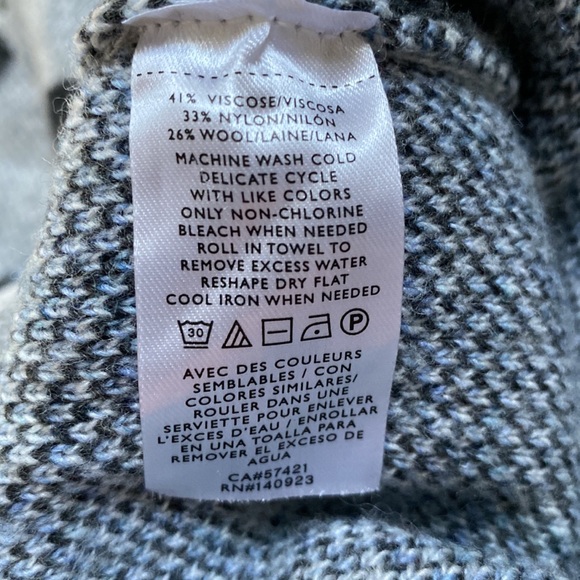 41% VISCOSE/VISCOSA
33% NYLON/NILÓN
26% WOOL/LAINE/LANA
MACHINE WASH COLD
DELICATE CYCLE
WITH LIKE COLORS
ONLY NON-CHLORINE
BLEACH WHEN NEEDED
ROLL IN TOWEL TO
REMOVE EXCESS WATER
RESHAPE DRY FLAT
COOL IRON WHEN NEEDED
30 P
AVEC DES COULEURS
SEMBLABLES / CON
COLORES SIMILARES/
ROULER DANS UNE
SERVIETTE POUR ENLEVER
L'EXCES D'EAU / ENROLLAR
EN UNA TOALLA PARA
REMOVER EL EXCESO DE
AGUA
CA#57421
RN#140923